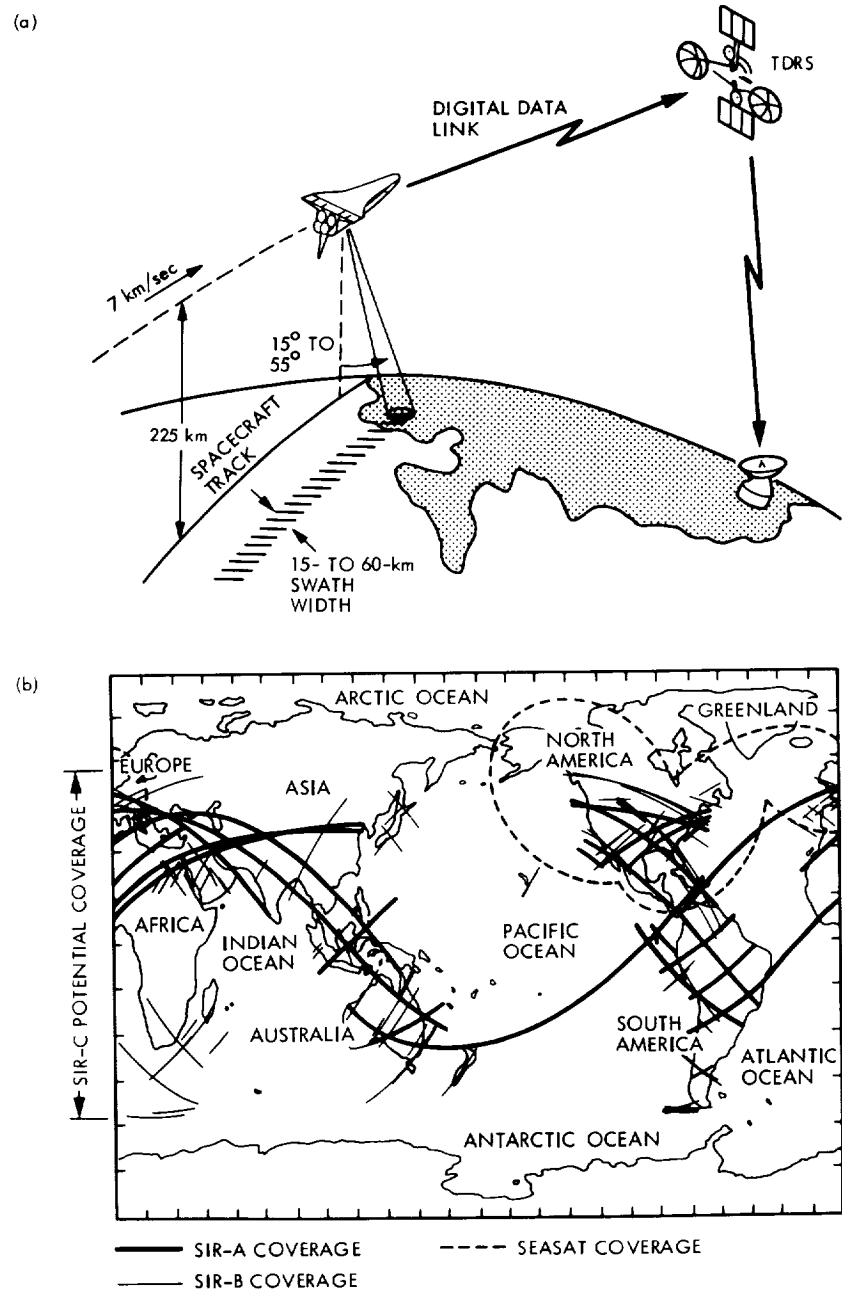 (a)
TDRS
DIGITAL DATA
LINK
7 km/sec
15° TO
55°
225 km
SPACECRAFT
TRACK
15- TO 60-km
SWATH
WIDTH
(b)
ARCTIC OCEAN
GREENLAND
NORTH
AMERICA
EUROPE
ASIA
SIR-C POTENTIAL COVERAGE
AFRICA
INDIAN
OCEAN
PACIFIC
OCEAN
AUSTRALIA
SOUTH
AMERICA
ATLANTIC
OCEAN
ANTARCTIC OCEAN
SIR-A COVERAGE
SEASAT COVERAGE
SIR-B COVERAGE